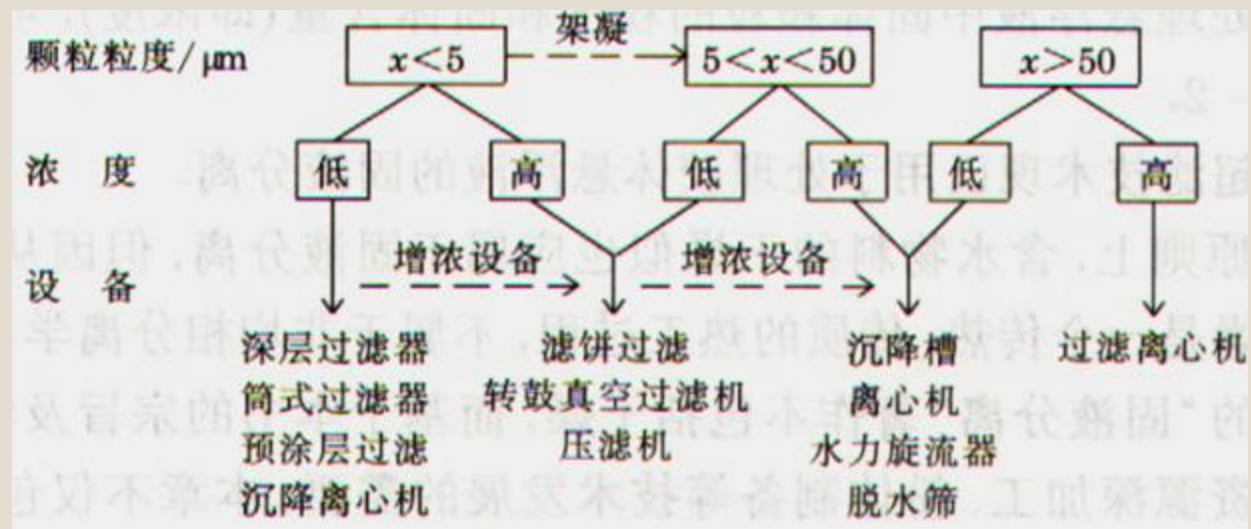 架凝
颗粒粒度/μm x<5 5<x<50 x>50
浓 度 低 高 低 高 低 高
增浓设备 增浓设备
设 备
深层过滤器 滤饼过滤 沉降槽 过滤离心机
筒式过滤器 转鼓真空过滤机 离心机
预涂层过滤 压滤机 水力旋流器
沉降离心机 脱水筛